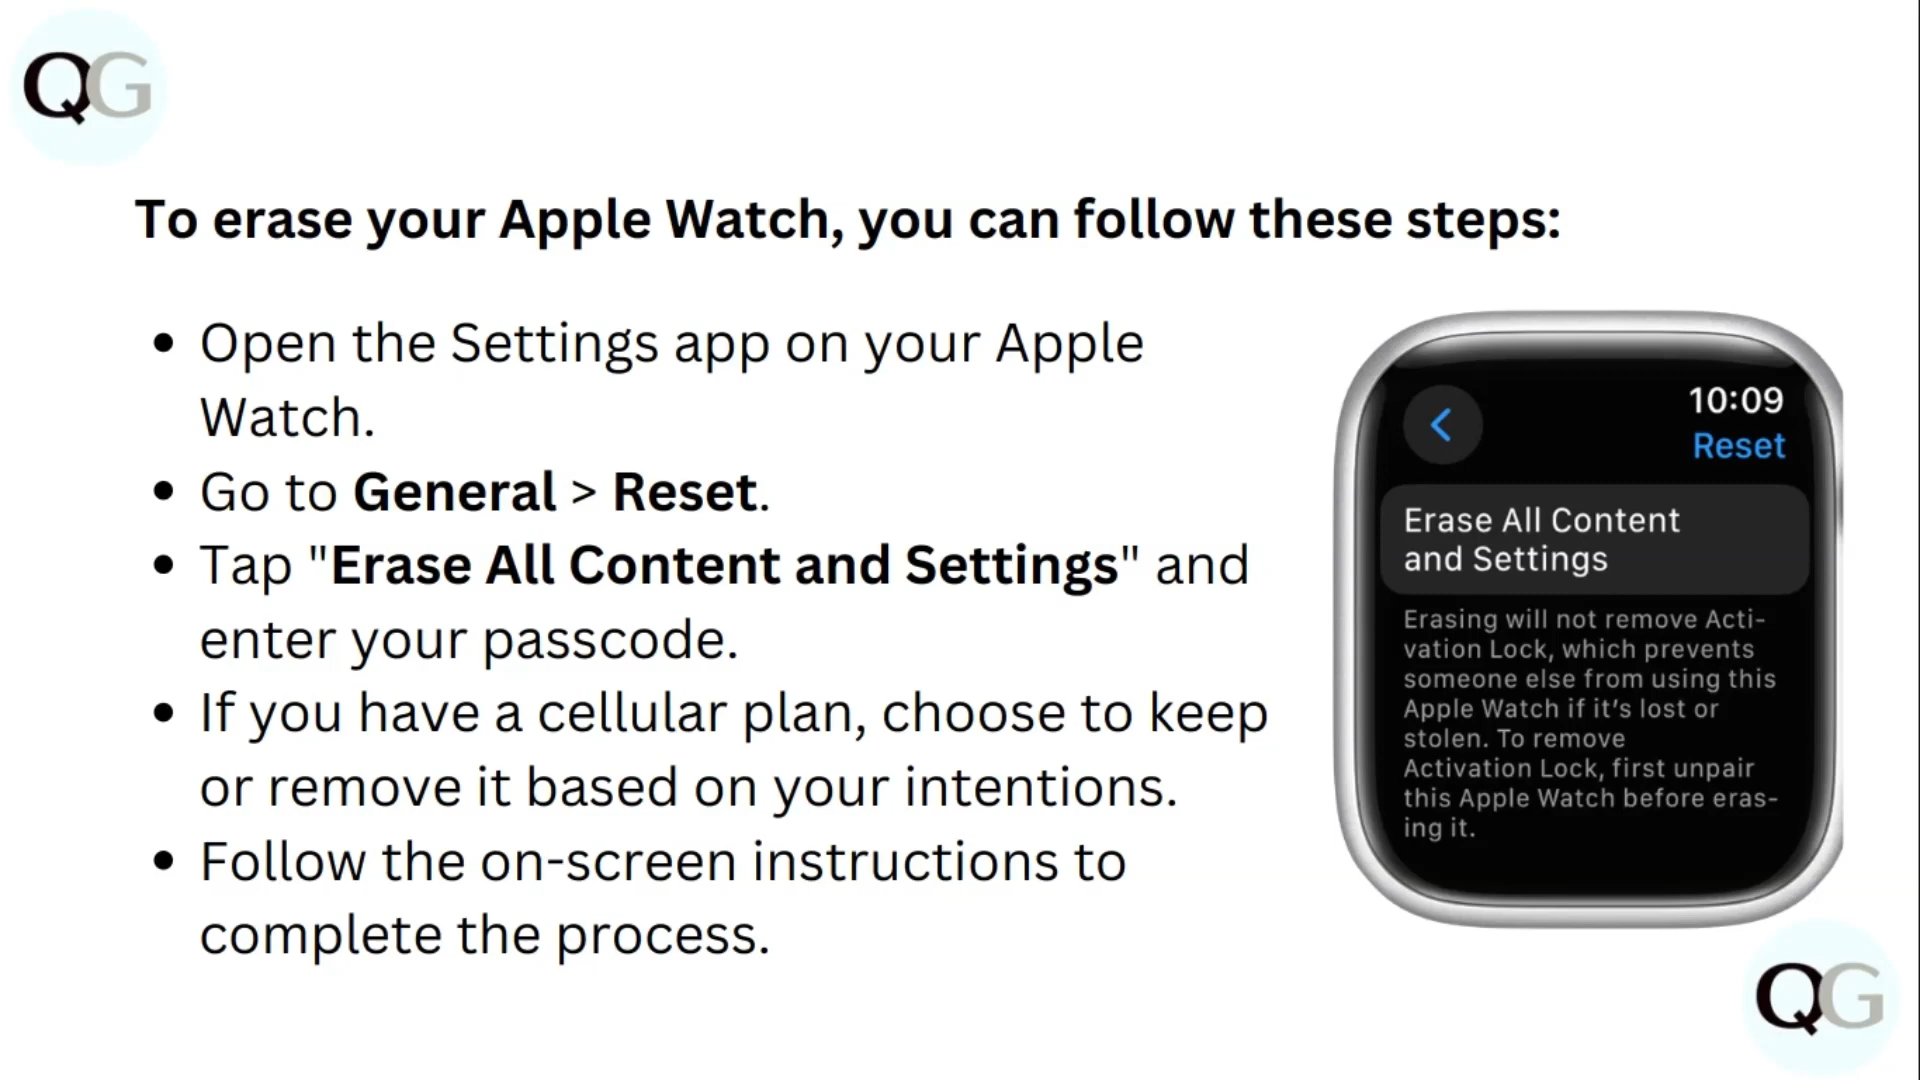 QG
To erase your Apple Watch, you can follow these steps:
• Open the Settings app on your Apple
Watch.
• Go to General > Reset.
• Tap "Erase All Content and Settings" and
enter your passcode.
• If you have a cellular plan, choose to keep
or remove it based on your intentions.
• Follow the on-screen instructions to
complete the process.
10:09
Reset
Erase All Content
and Settings
Erasing will not remove Acti-
vation Lock, which prevents
someone else from using this
Apple Watch if it’s lost or
stolen. To remove
Activation Lock, first unpair
this Apple Watch before eras-
ing it.
QG